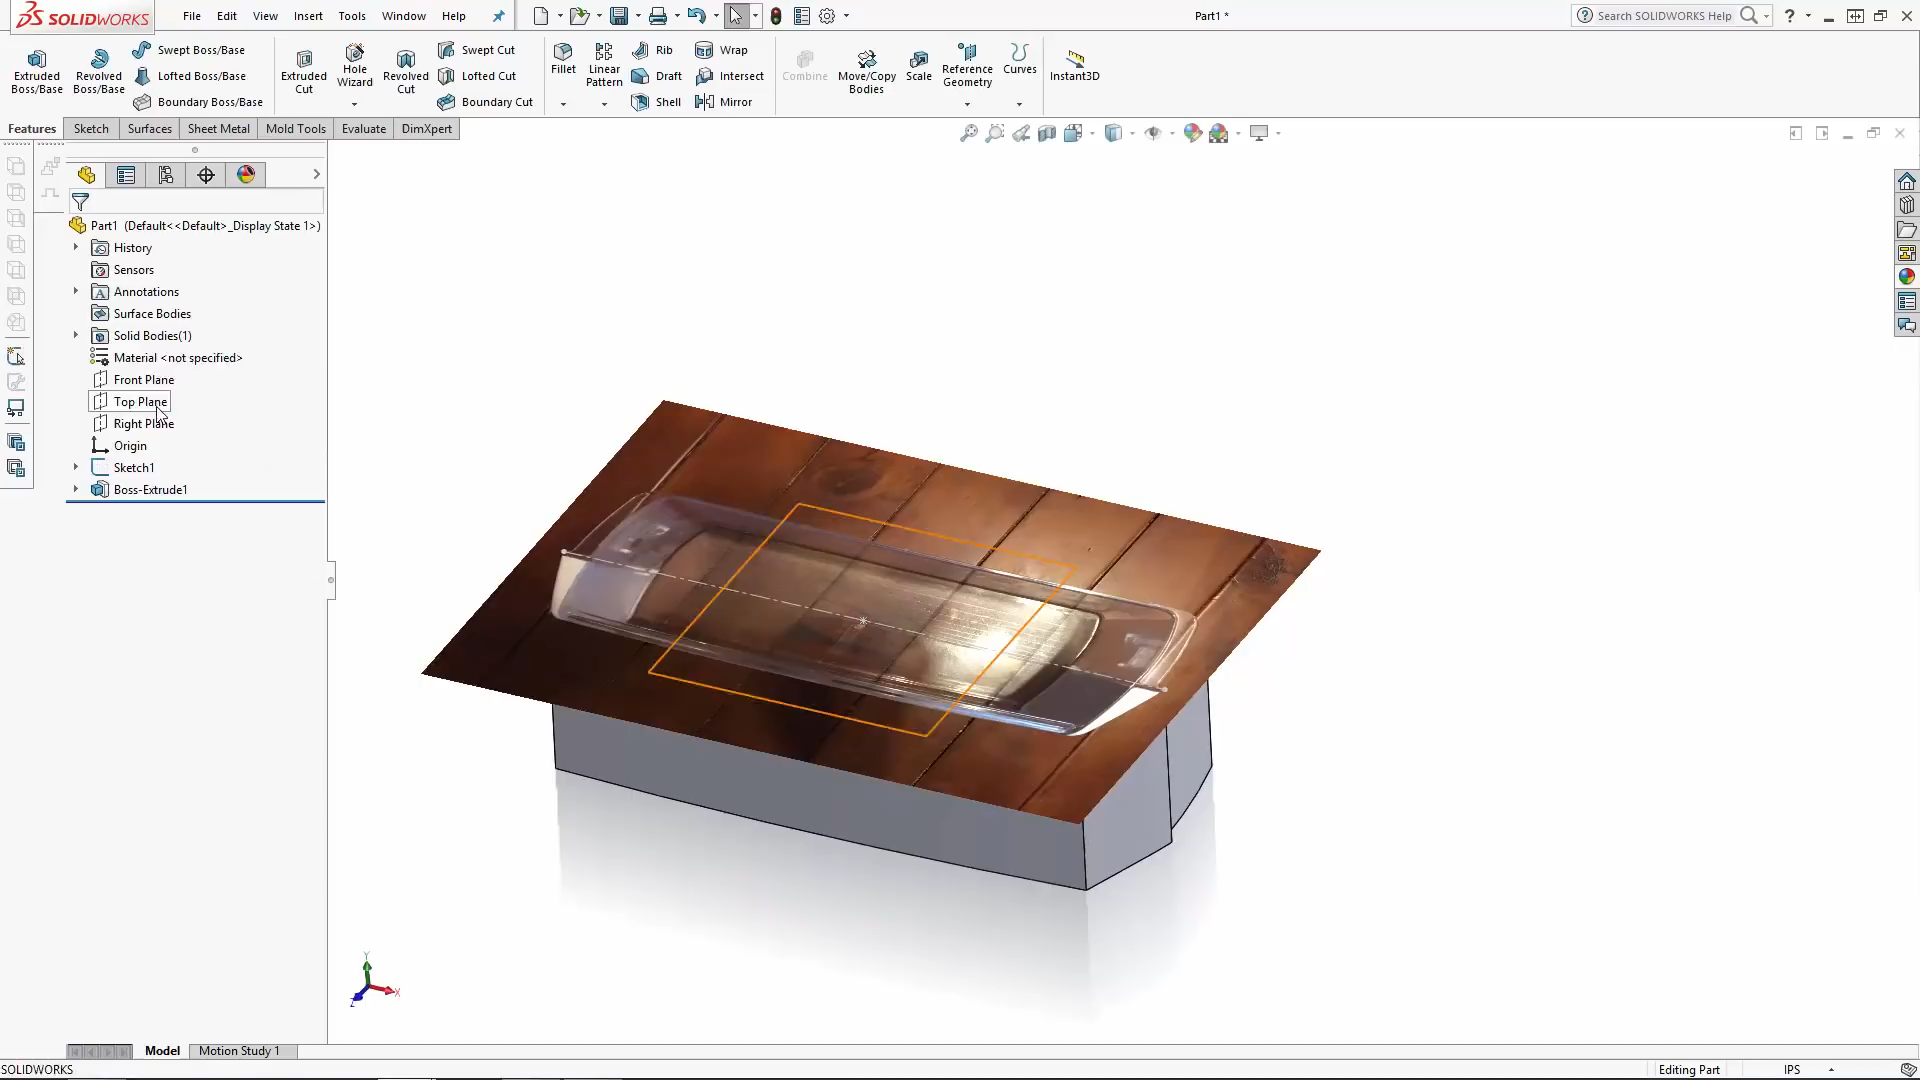 SOLIDWORKS
File Edit View Insert Tools Window Help
Part1 *
Search SOLIDWORKS Help
Extruded Boss/Base
Revolved Boss/Base
Swept Boss/Base
Lofted Boss/Base
Boundary Boss/Base
Extruded Cut
Hole Wizard
Revolved Cut
Swept Cut
Lofted Cut
Boundary Cut
Fillet
Linear Pattern
Rib
Draft
Shell
Wrap
Intersect
Mirror
Combine
Move/Copy Bodies
Scale
Reference Geometry
Curves
Instant3D
Features Sketch Surfaces Sheet Metal Mold Tools Evaluate DimXpert
Part1 (Default<<Default>_Display State 1>)
History
Sensors
Annotations
Surface Bodies
Solid Bodies(1)
Material <not specified>
Front Plane
Top Plane
Right Plane
Origin
Sketch1
Boss-Extrude1
Y
X
Z
Model Motion Study 1
SOLIDWORKS
Editing Part
IPS